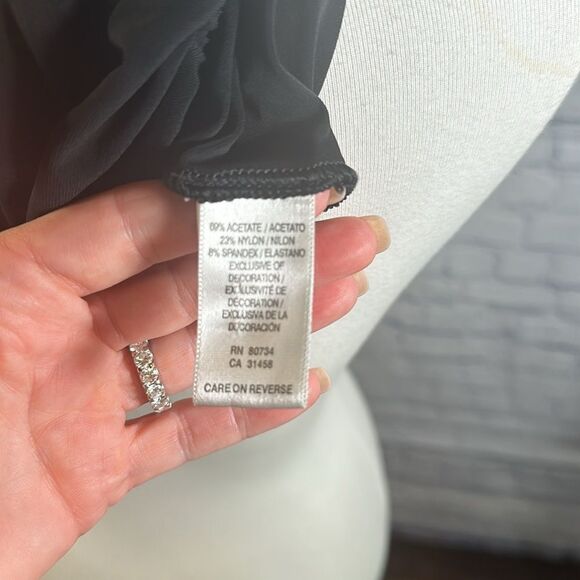 69% ACETATE / ACETATO
23% NYLON / NILON
8% SPANDEX / ELASTANO
EXCLUSIVE OF
DECORATION /
EXLUSIVITÉ DE
DÉCORATION /
EXCLUSIVA DE LA
DECORACIÓN
RN 80734
CA 31458
CARE ON REVERSE